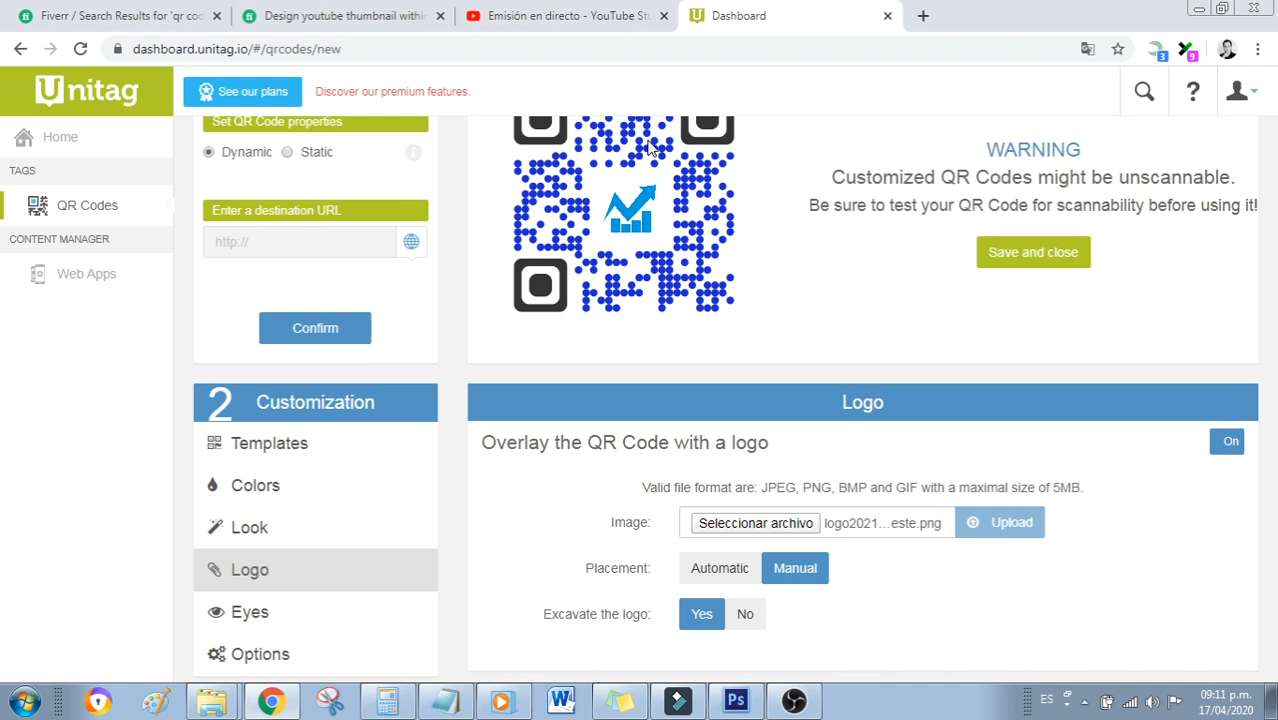 Fiverr / Search Results for 'qr cod
Design youtube thumbnail within
Emisión en directo - YouTube Stu
Dashboard
dashboard.unitag.io/#/qrcodes/new
3
9
Unitag
See our plans
Discover our premium features.
Home
TAGS
QR Codes
CONTENT MANAGER
Web Apps
Set QR Code properties
Dynamic
Static
Enter a destination URL
http://
Confirm
WARNING
Customized QR Codes might be unscannable.
Be sure to test your QR Code for scannability before using it!
Save and close
2 Customization
Templates
Colors
Look
Logo
Eyes
Options
Logo
Overlay the QR Code with a logo
On
Valid file format are: JPEG, PNG, BMP and GIF with a maximal size of 5MB.
Image:
Seleccionar archivo
logo2021...este.png
Upload
Placement:
Automatic
Manual
Excavate the logo:
Yes
No
Ps
ES
09:11 p.m.
17/04/2020